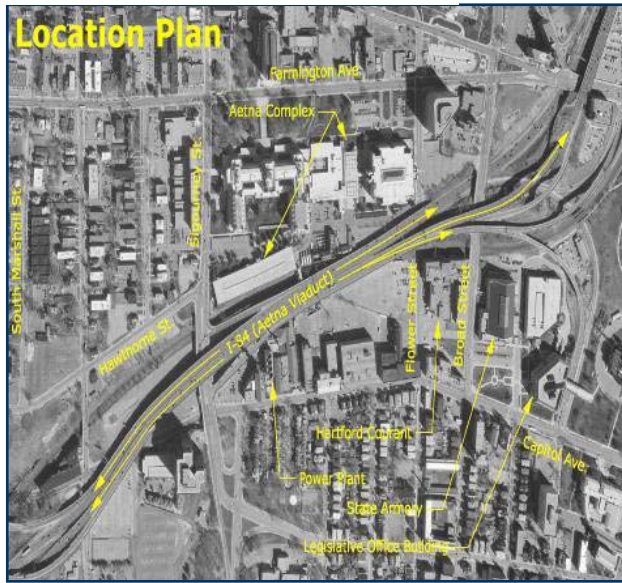 Location Plan
Farmington Ave.
Aetna Complex
Sigourney St.
South Marshall St.
Hawthorne St.
I-84 (Aetna Viaduct)
Flower Street
Broad Street
Hartford Courant
Capitol Ave.
Power Plant
State Armory
Legislative Office Building